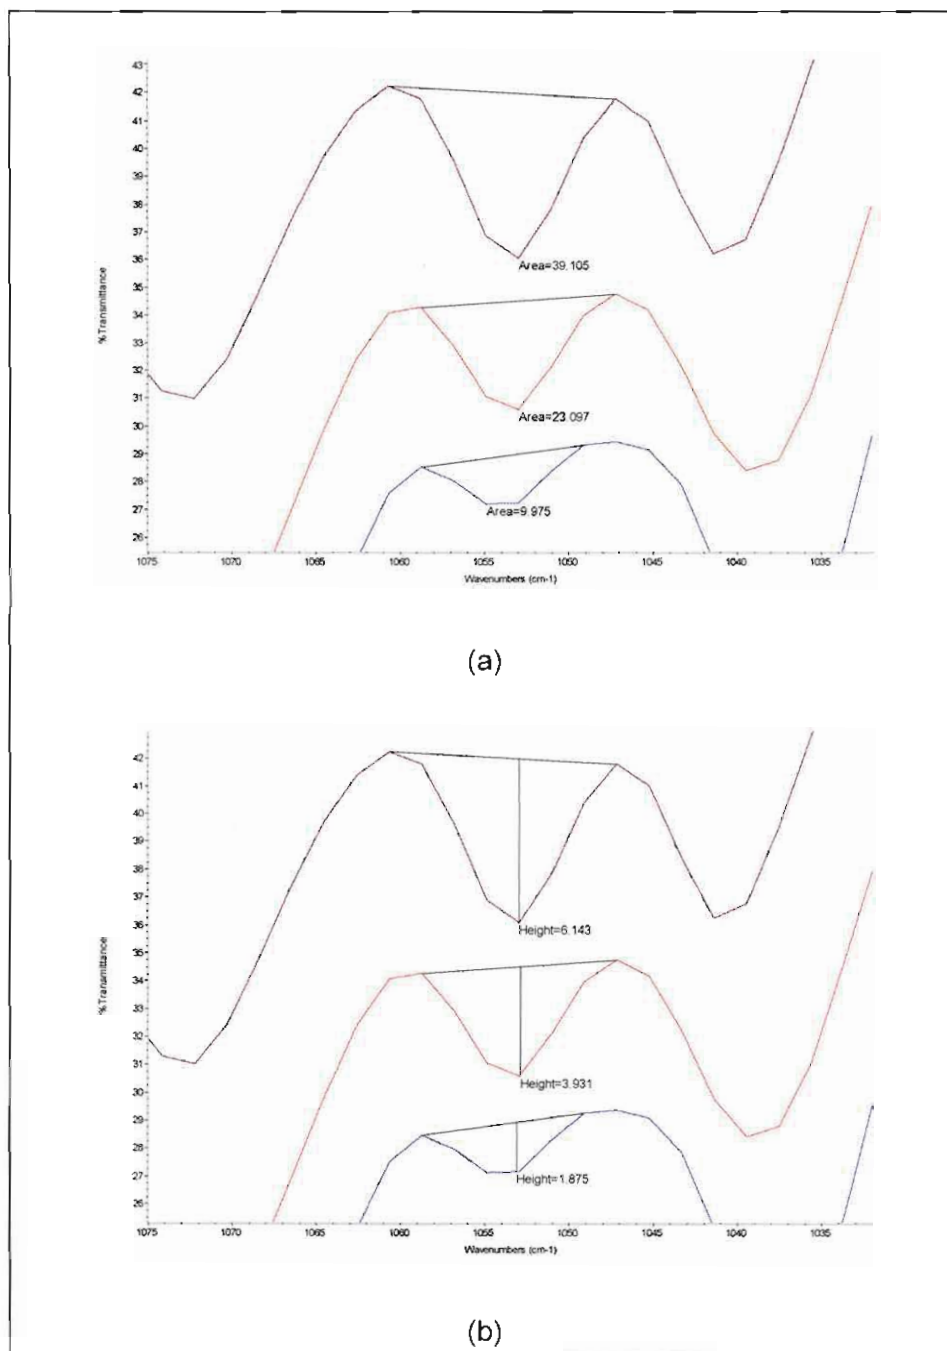 43
42
41
40
39
38
37
36
35
34
33
32
31
30
29
28
27
26
%Transmittance
Area=39.105
Area=23.097
Area=9.975
1075 1070 1065 1060 1055 1050 1045 1040 1035
Wavenumbers (cm-1)
(a)
42
41
40
39
38
37
36
35
34
33
32
31
30
29
28
27
26
%Transmittance
Height=6.143
Height=3.931
Height=1.875
1075 1070 1065 1060 1055 1050 1045 1040 1035
Wavenumbers (cm-1)
(b)